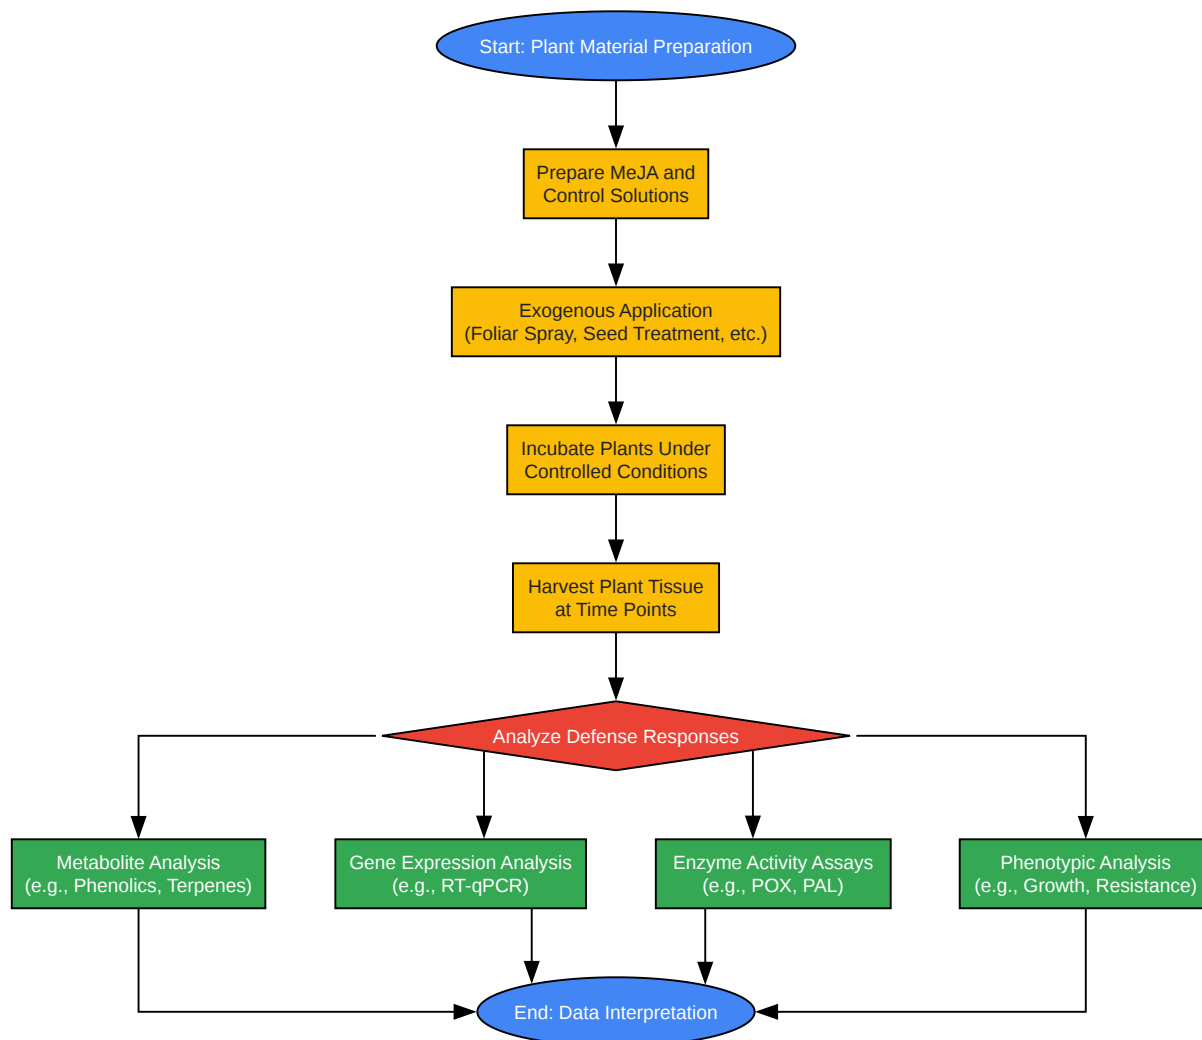 Start: Plant Material Preparation
Prepare MeJA and
Control Solutions
Exogenous Application
(Foliar Spray, Seed Treatment, etc.)
Incubate Plants Under
Controlled Conditions
Harvest Plant Tissue
at Time Points
Analyze Defense Responses
Metabolite Analysis
(e.g., Phenolics, Terpenes)
Gene Expression Analysis
(e.g., RT-qPCR)
Enzyme Activity Assays
(e.g., POX, PAL)
Phenotypic Analysis
(e.g., Growth, Resistance)
End: Data Interpretation